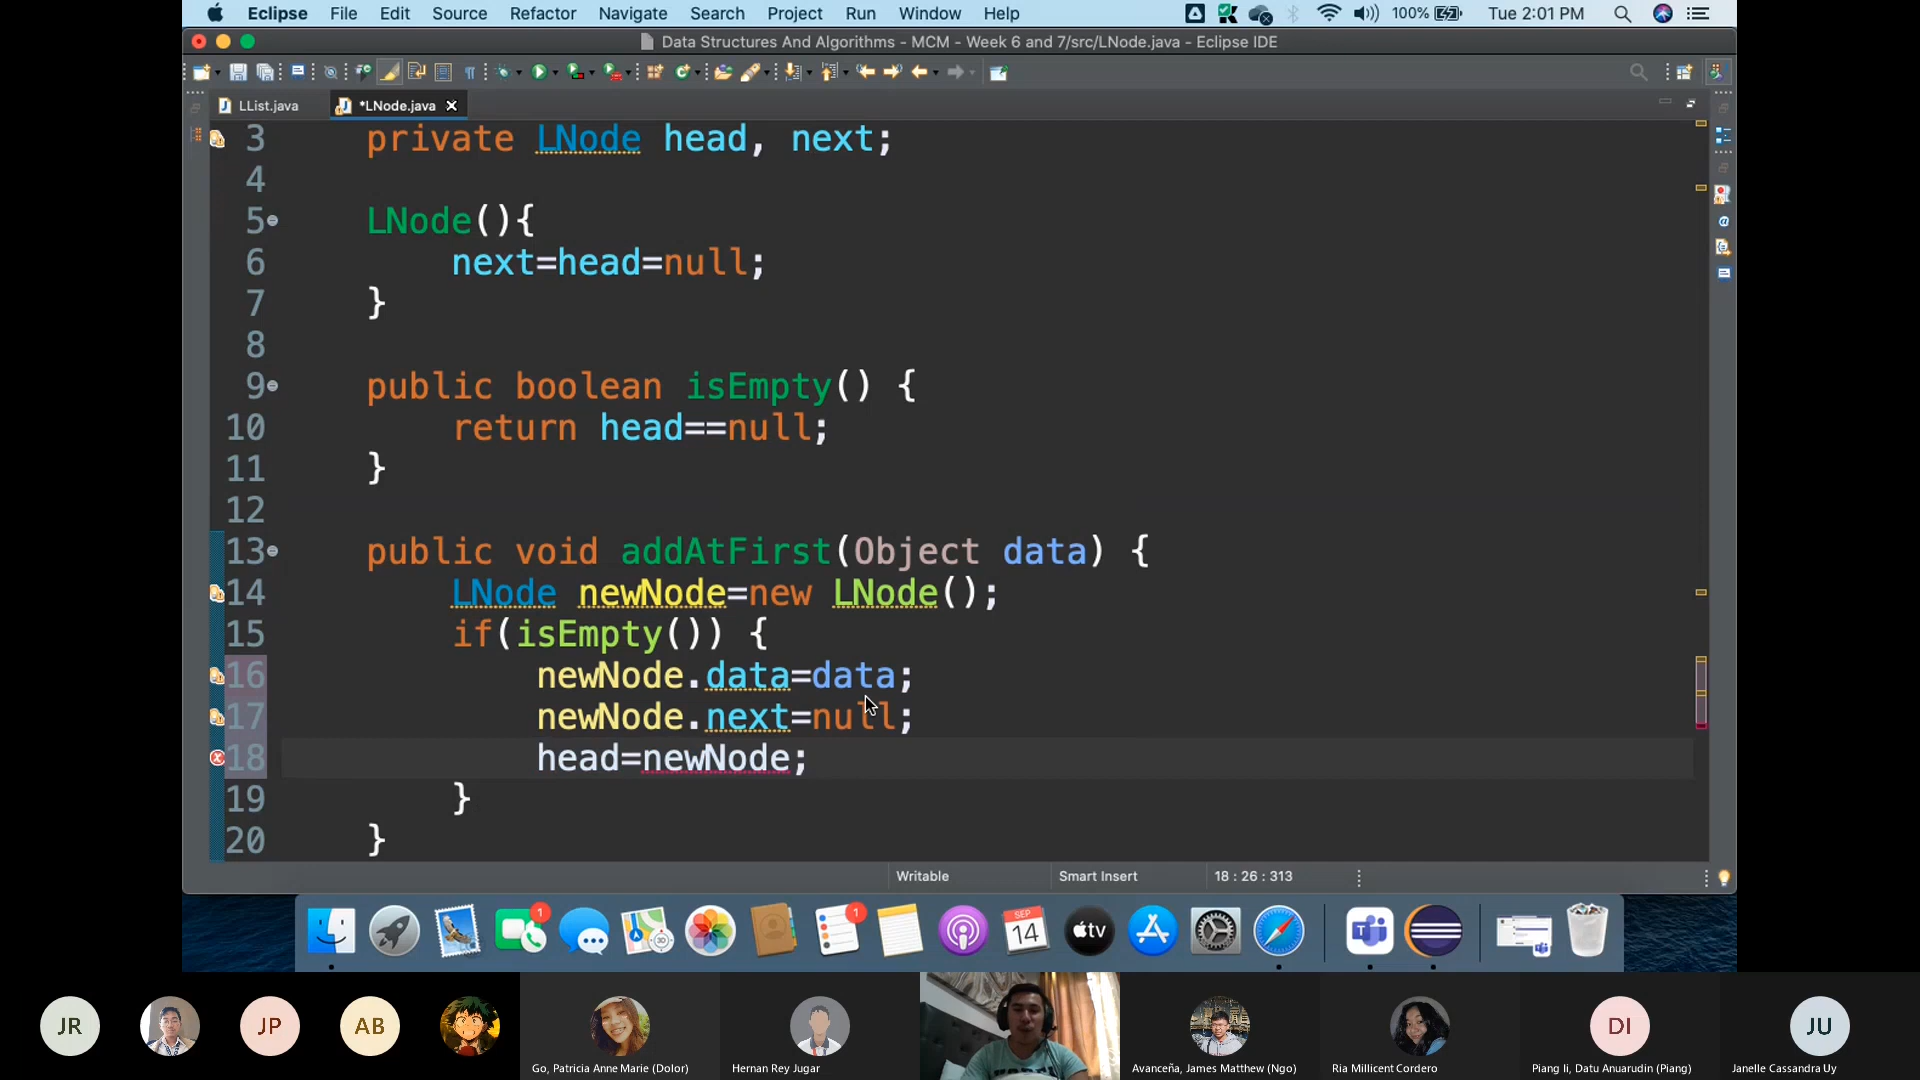 Eclipse File Edit Source Refactor Navigate Search Project Run Window Help 100% Tue 2:01 PM
Data Structures And Algorithms - MCM - Week 6 and 7/src/LNode.java - Eclipse IDE
LList.java *LNode.java
3 private LNode head, next;
4
5 LNode(){
6 next=head=null;
7 }
8
9 public boolean isEmpty() {
10 return head==null;
11 }
12
13 public void addAtFirst(Object data) {
14 LNode newNode=new LNode();
15 if(isEmpty()) {
16 newNode.data=data;
17 newNode.next=null;
18 head=newNode;
19 }
20 }
Writable Smart Insert 18 : 26 : 313
1 1 SEP 14 tv
JR JP AB DI JU
Go, Patricia Anne Marie (Dolor) Hernan Rey Jugar Avanceña, James Matthew (Ngo) Ria Millicent Cordero Piang Ii, Datu Anuarudin (Piang) Janelle Cassandra Uy